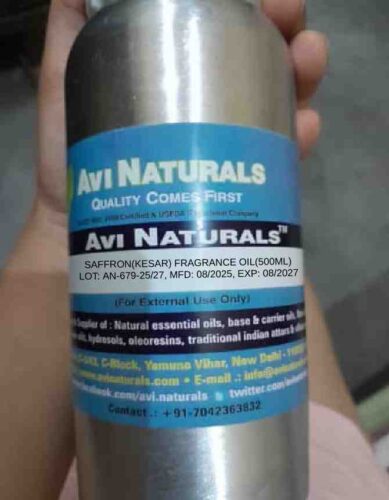 AVI NATURALS
QUALITY COMES FIRST
Certified & Company
AVI NATURALS™
SAFFRON(KESAR) FRAGRANCE OIL(500ML)
LOT: AN-679-25/27, MFD: 08/2025, EXP: 08/2027
(For External Use Only)
Supplier of : Natural essential oils, base & carrier oils,
oils, hydrosols, oleoresins, traditional indian attars &
C-Block, Yamuna Vihar, New Delhi -
.avinaturals.com • E-mail .: info@
.com/avi.naturals • twitter.com/
Contact .: +91-7042363832